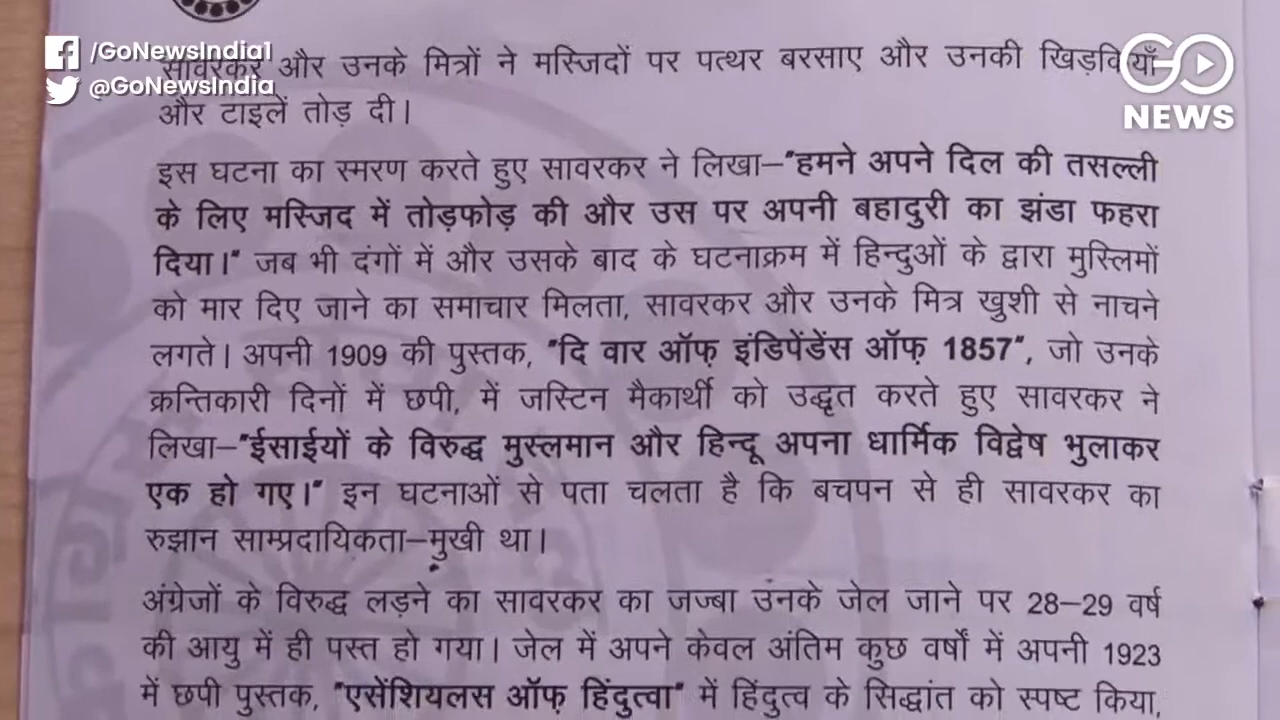 /GoNewsIndia1
@GoNewsIndia
GO
NEWS
सावरकर और उनके मित्रों ने मस्जिदों पर पत्थर बरसाए और उनकी खिड़कियाँ
और टाइलें तोड़ दी।
इस घटना का स्मरण करते हुए सावरकर ने लिखा–"हमने अपने दिल की तसल्ली
के लिए मस्जिद में तोड़फोड़ की और उस पर अपनी बहादुरी का झंडा फहरा
दिया।" जब भी दंगों में और उसके बाद के घटनाक्रम में हिन्दुओं के द्वारा मुस्लिमों
को मार दिए जाने का समाचार मिलता, सावरकर और उनके मित्र खुशी से नाचने
लगते। अपनी 1909 की पुस्तक, "दि वार ऑफ़ इंडिपेंडेंस ऑफ़ 1857", जो उनके
क्रन्तिकारी दिनों में छपी, में जस्टिन मैकार्थी को उद्धृत करते हुए सावरकर ने
लिखा–"ईसाईयों के विरुद्ध मुस्लमान और हिन्दू अपना धार्मिक विद्वेष भुलाकर
एक हो गए।" इन घटनाओं से पता चलता है कि बचपन से ही सावरकर का
रुझान साम्प्रदायिकता–मुखी था।
अंग्रेजों के विरुद्ध लड़ने का सावरकर का जज्बा उनके जेल जाने पर 28–29 वर्ष
की आयु में ही पस्त हो गया। जेल में अपने केवल अंतिम कुछ वर्षों में अपनी 1923
में छपी पुस्तक, "एसेंशियलस ऑफ़ हिंदुत्वा" में हिंदुत्व के सिद्धांत को स्पष्ट किया,